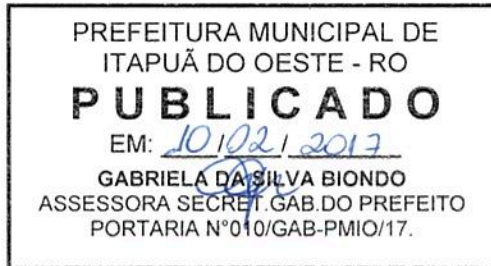 PREFEITURA MUNICIPAL DE
ITAPUÃ DO OESTE - RO
PUBLICADO
EM: 10/02/2017
GABRIELA DA SILVA BIONDO
ASSESSORA SECRET.GAB.DO PREFEITO
PORTARIA N°010/GAB-PMIO/17.